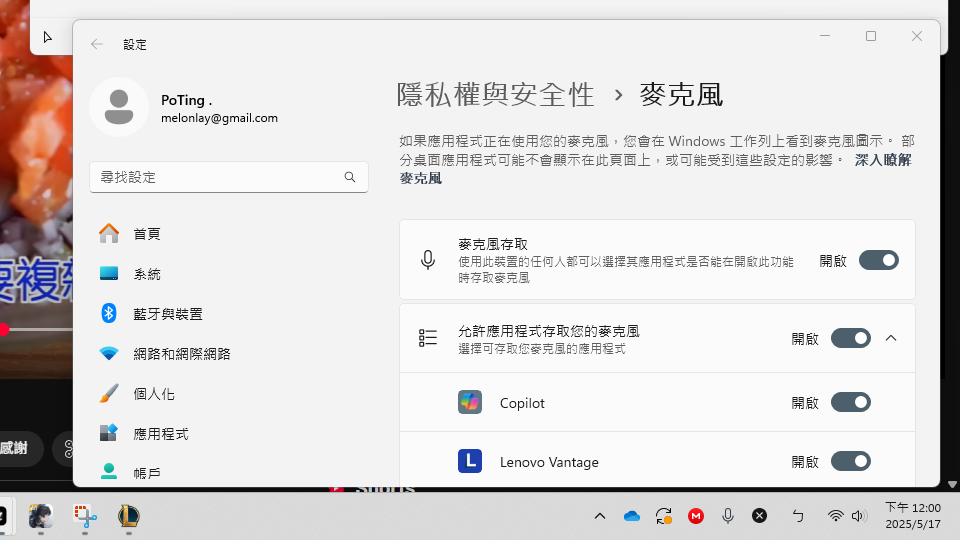 設定
PoTing .
melonlay@gmail.com
尋找設定
首頁
系統
藍牙與裝置
網路和網際網路
個人化
應用程式
帳戶
隱私權與安全性 › 麥克風
如果應用程式正在使用您的麥克風，您會在 Windows 工作列上看到麥克風圖示。 部
分桌面應用程式可能不會顯示在此頁面上，或可能受到這些設定的影響。 深入瞭解
麥克風
麥克風存取
使用此裝置的任何人都可以選擇其應用程式是否能在開啟此功能
時存取麥克風
開啟
允許應用程式存取您的麥克風
選擇可存取您麥克風的應用程式
開啟
Copilot
開啟
L
Lenovo Vantage
開啟
要複
感謝
Shorts
下午 12:00
2025/5/17